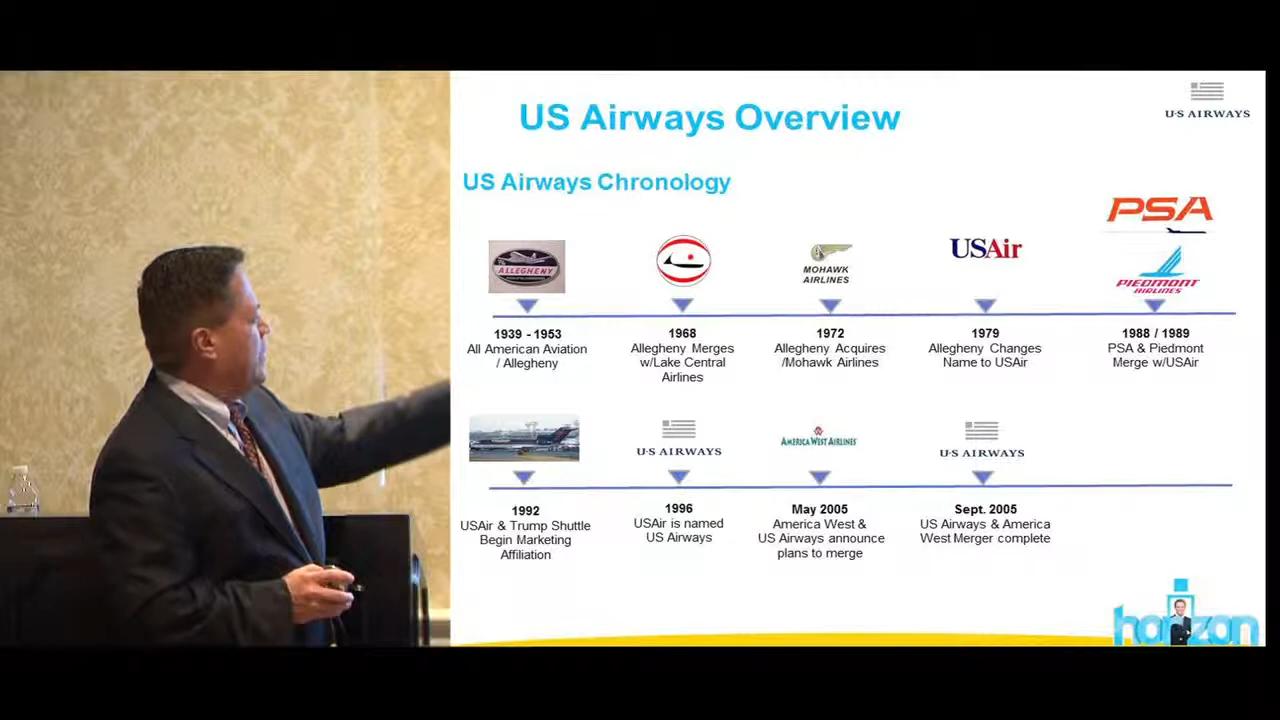 US Airways Overview
U·S AIRWAYS
US Airways Chronology
ALLEGHENY
MOHAWK
AIRLINES
USAir
PSA
PIEDMONT
AIRLINES
1939 - 1953
All American Aviation
/ Allegheny
1968
Allegheny Merges
w/Lake Central
Airlines
1972
Allegheny Acquires
/Mohawk Airlines
1979
Allegheny Changes
Name to USAir
1988 / 1989
PSA & Piedmont
Merge w/USAir
U·S AIRWAYS
AMERICA WEST AIRLINES
U·S AIRWAYS
1992
USAir & Trump Shuttle
Begin Marketing
Affiliation
1996
USAir is named
US Airways
May 2005
America West &
US Airways announce
plans to merge
Sept. 2005
US Airways & America
West Merger complete
horizon